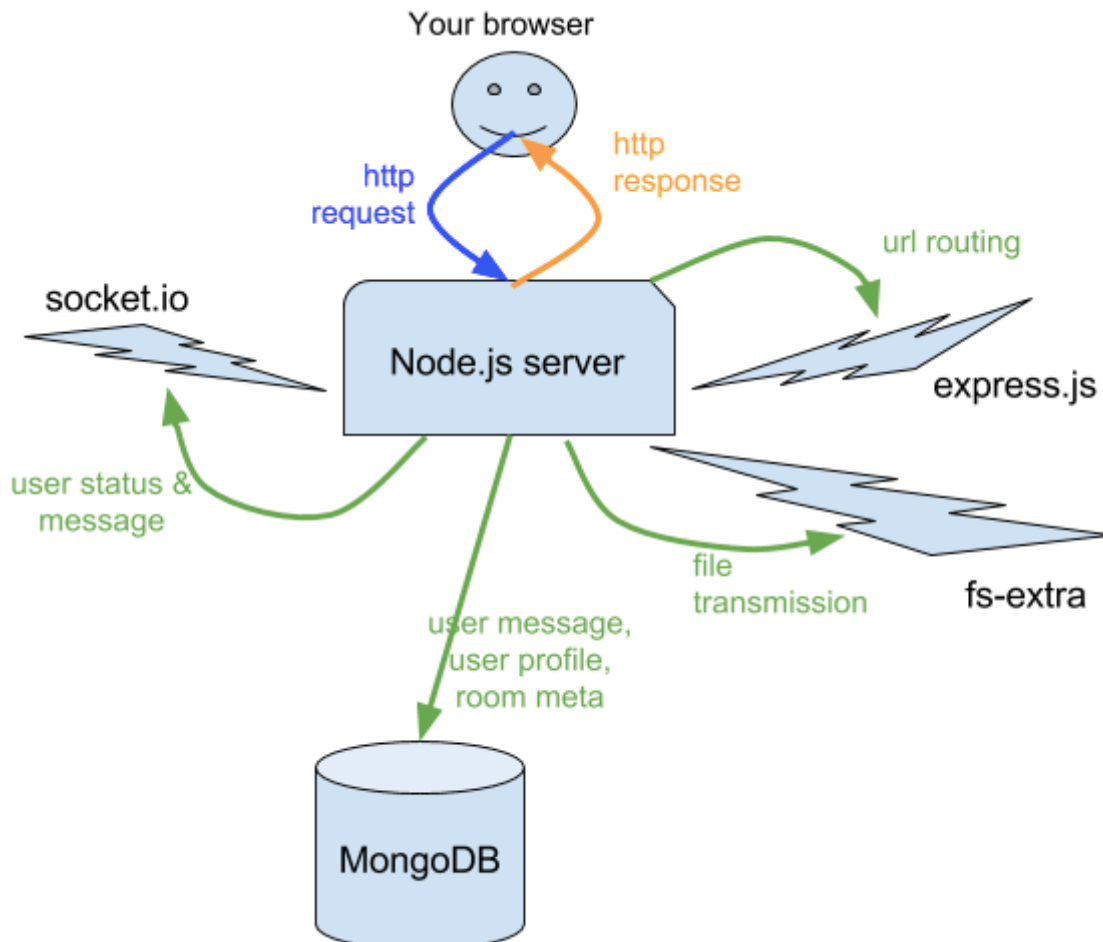 Your browser
http
request
http
response
url routing
socket.io
Node.js server
express.js
user status &
message
file
transmission
fs-extra
user message,
user profile,
room meta
MongoDB